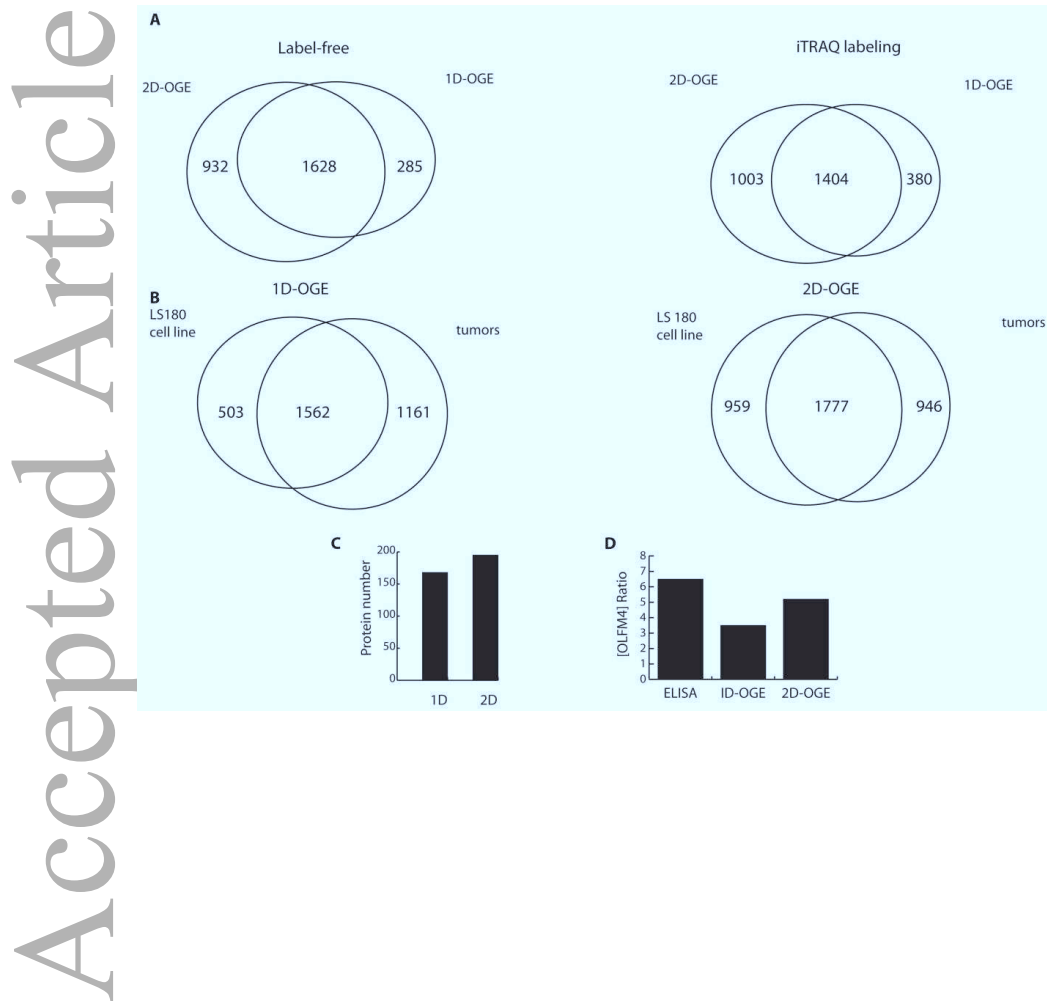 Accepted Article
A
Label-free
iTRAQ labeling
2D-OGE
1D-OGE
2D-OGE
1D-OGE
932
1628
285
1003
1404
380
B
1D-OGE
2D-OGE
LS180
cell line
tumors
LS 180
cell line
tumors
503
1562
1161
959
1777
946
C
Protein number
200
150
100
50
0
1D
2D
D
[OLFM4] Ratio
8
7
6
5
4
3
2
1
0
ELISA
ID-OGE
2D-OGE